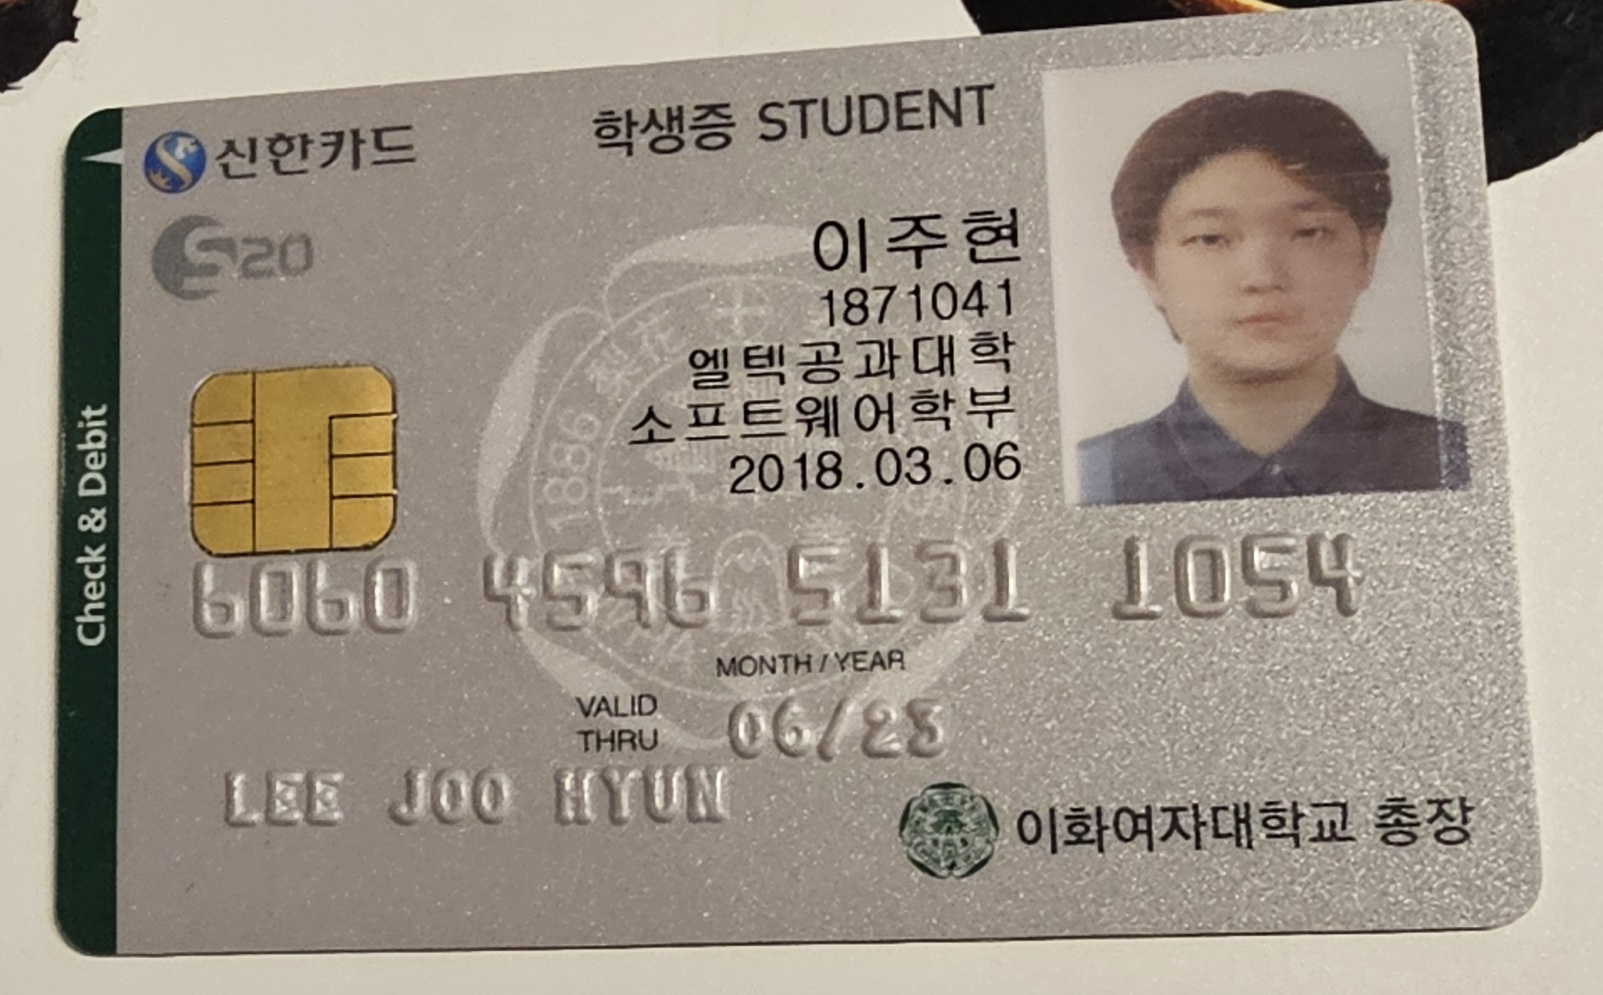 신한카드
학생증 STUDENT
S20
이주현
1871041
엘텍공과대학
소프트웨어학부
2018.03.06
Check & Debit
1886
6060 4596 5131 1054
MONTH / YEAR
VALID THRU 06/23
LEE JOO HYUN
이화여자대학교 총장